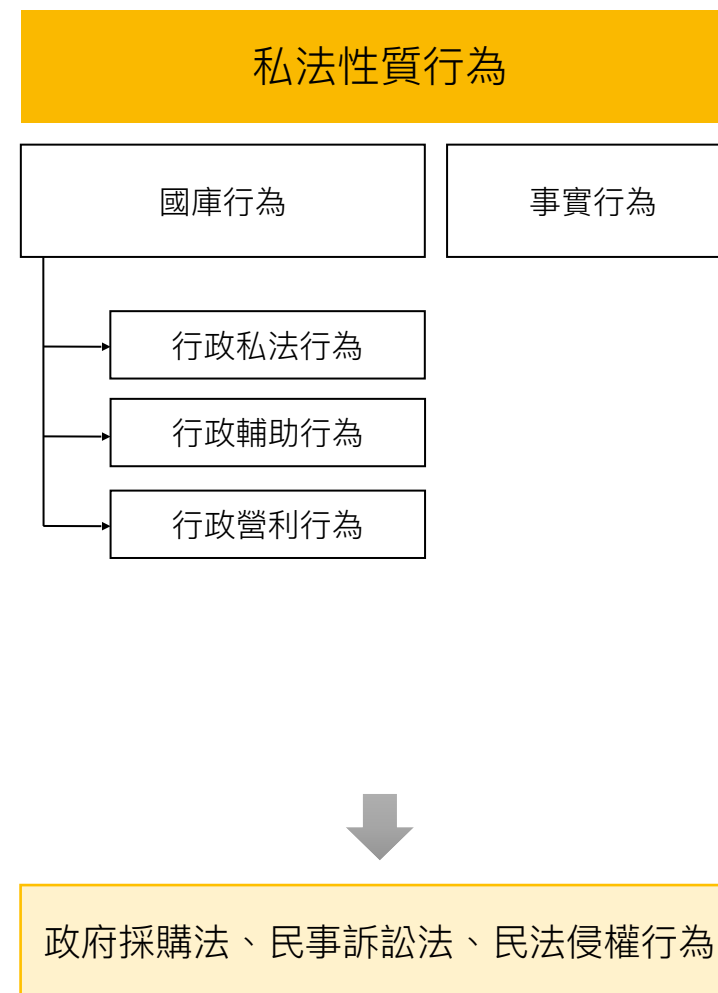 私法性質行為
國庫行為
事實行為
行政私法行為
行政輔助行為
行政營利行為
政府採購法、民事訴訟法、民法侵權行為